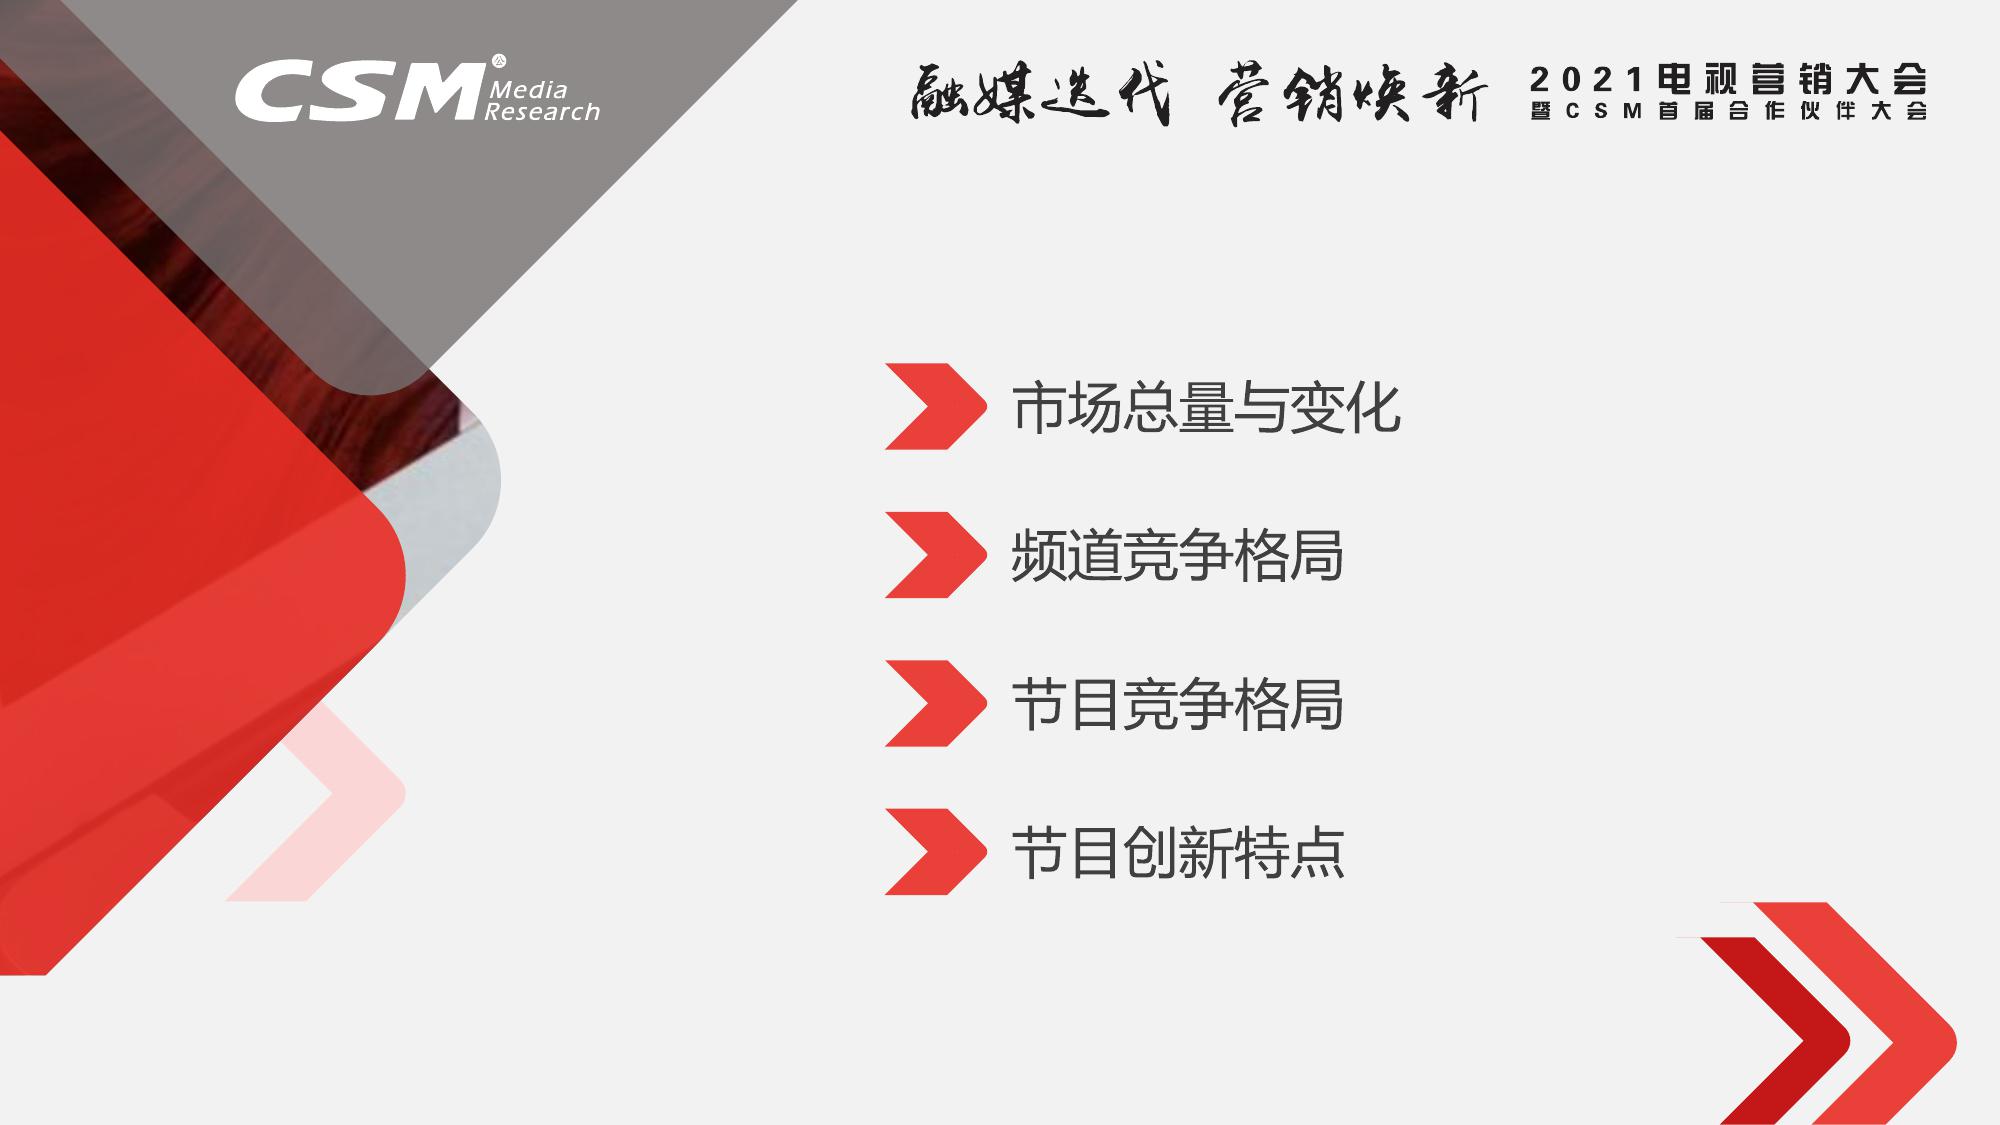 CSM Media
Research
融媒迭代 营销焕新
2021电视营销大会
暨CSM首届合作伙伴大会
市场总量与变化
频道竞争格局
节目竞争格局
节目创新特点